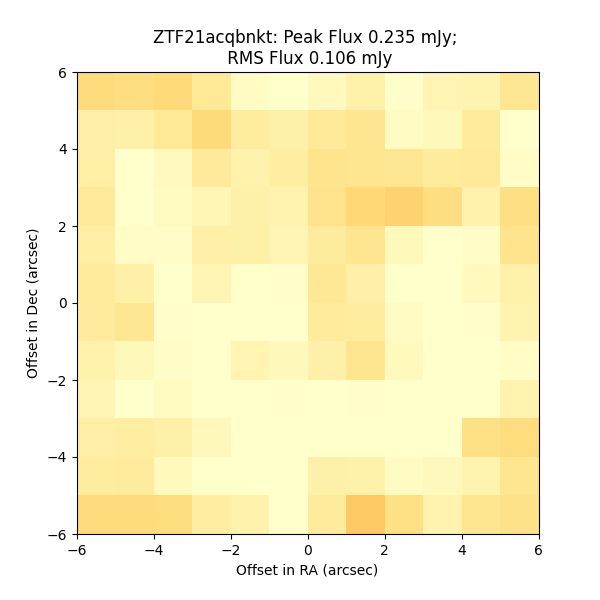 ZTF21acqbnkt: Peak Flux 0.235 mJy;
RMS Flux 0.106 mJy
6
4
2
0
−2
−4
−6
Offset in Dec (arcsec)
−6 −4 −2 0 2 4 6
Offset in RA (arcsec)